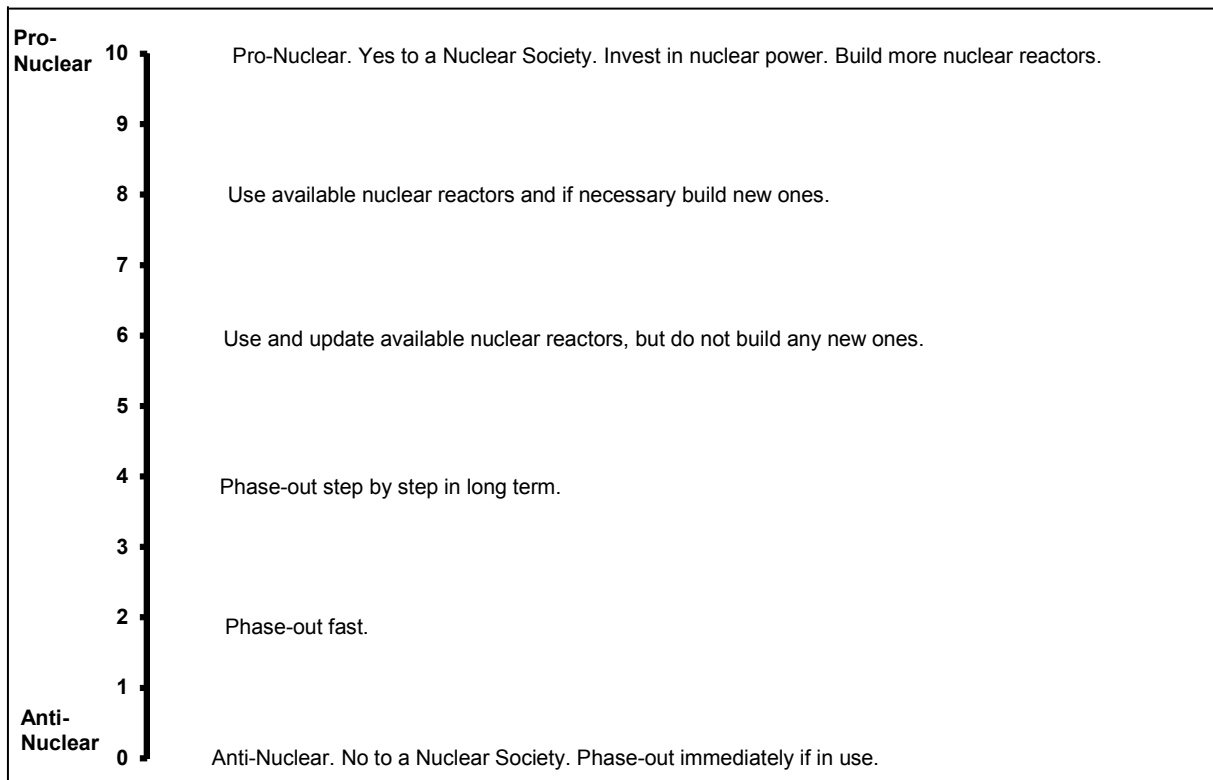 Pro-
Nuclear 10 Pro-Nuclear. Yes to a Nuclear Society. Invest in nuclear power. Build more nuclear reactors.
9
8 Use available nuclear reactors and if necessary build new ones.
7
6 Use and update available nuclear reactors, but do not build any new ones.
5
4 Phase-out step by step in long term.
3
2 Phase-out fast.
1
Anti-
Nuclear 0 Anti-Nuclear. No to a Nuclear Society. Phase-out immediately if in use.